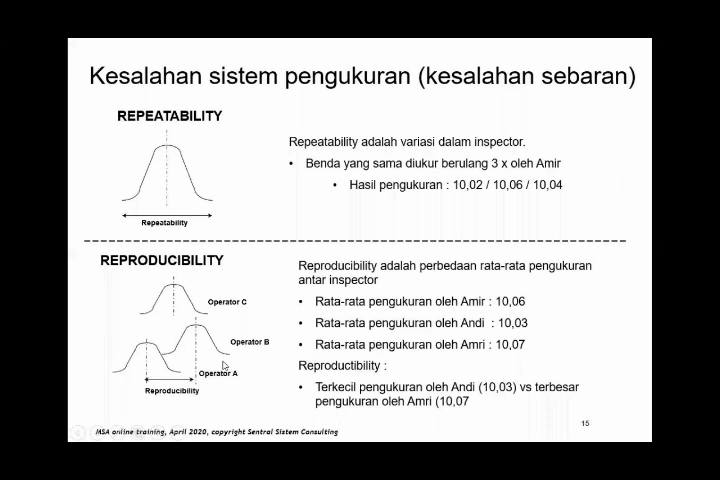 Kesalahan sistem pengukuran (kesalahan sebaran)
REPEATABILITY
Repeatability
Repeatability adalah variasi dalam inspector.
• Benda yang sama diukur berulang 3 x oleh Amir
• Hasil pengukuran : 10,02 / 10,06 / 10,04
REPRODUCIBILITY
Operator C
Operator B
Operator A
Reproducibility
Reproducibility adalah perbedaan rata-rata pengukuran
antar inspector
• Rata-rata pengukuran oleh Amir : 10,06
• Rata-rata pengukuran oleh Andi : 10,03
• Rata-rata pengukuran oleh Amri : 10,07
Reproductibility :
• Terkecil pengukuran oleh Andi (10,03) vs terbesar
pengukuran oleh Amri (10,07
15
MSA online training, April 2020, copyright Sentral Sistem Consulting